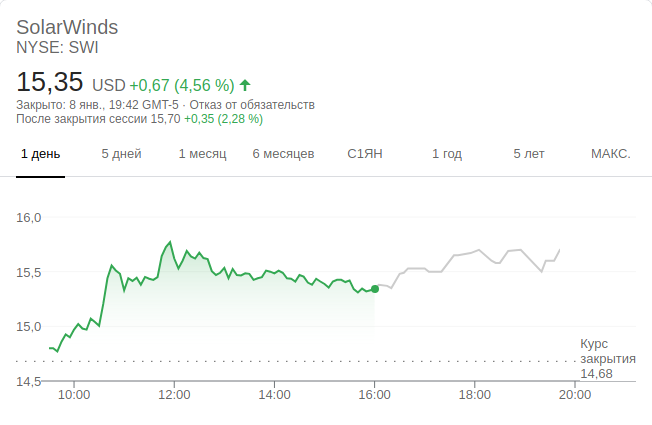 SolarWinds
NYSE: SWI
15,35 USD +0,67 (4,56 %)
Закрыто: 8 янв., 19:42 GMT-5 · Отказ от обязательств
После закрытия сессии 15,70 +0,35 (2,28 %)
1 день 5 дней 1 месяц 6 месяцев С1ЯН 1 год 5 лет МАКС.
16,0
15,5
15,0
Курс
закрытия
14,68
14,5
10:00 12:00 14:00 16:00 18:00 20:00